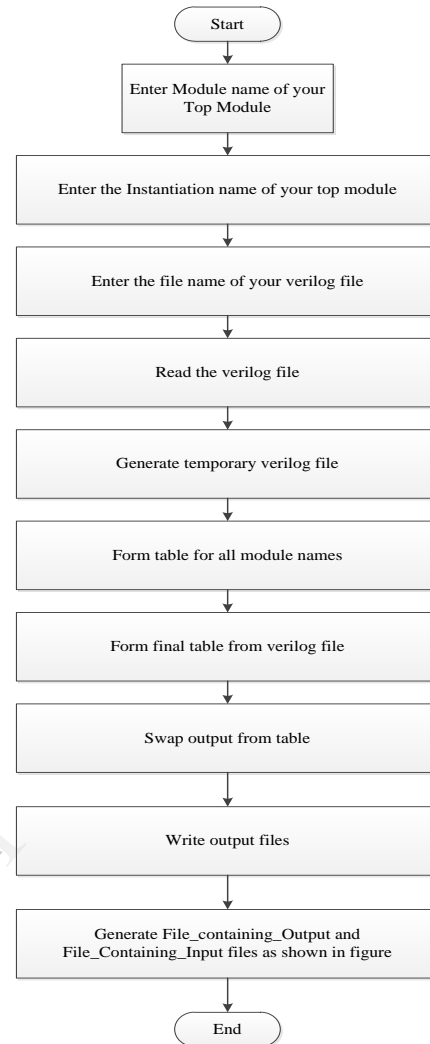 Start
Enter Module name of your
Top Module
Enter the Instantiation name of your top module
Enter the file name of your verilog file
Read the verilog file
Generate temporary verilog file
Form table for all module names
Form final table from verilog file
Swap output from table
Write output files
Generate File_containing_Output and
File_Containing_Input files as shown in figure
End